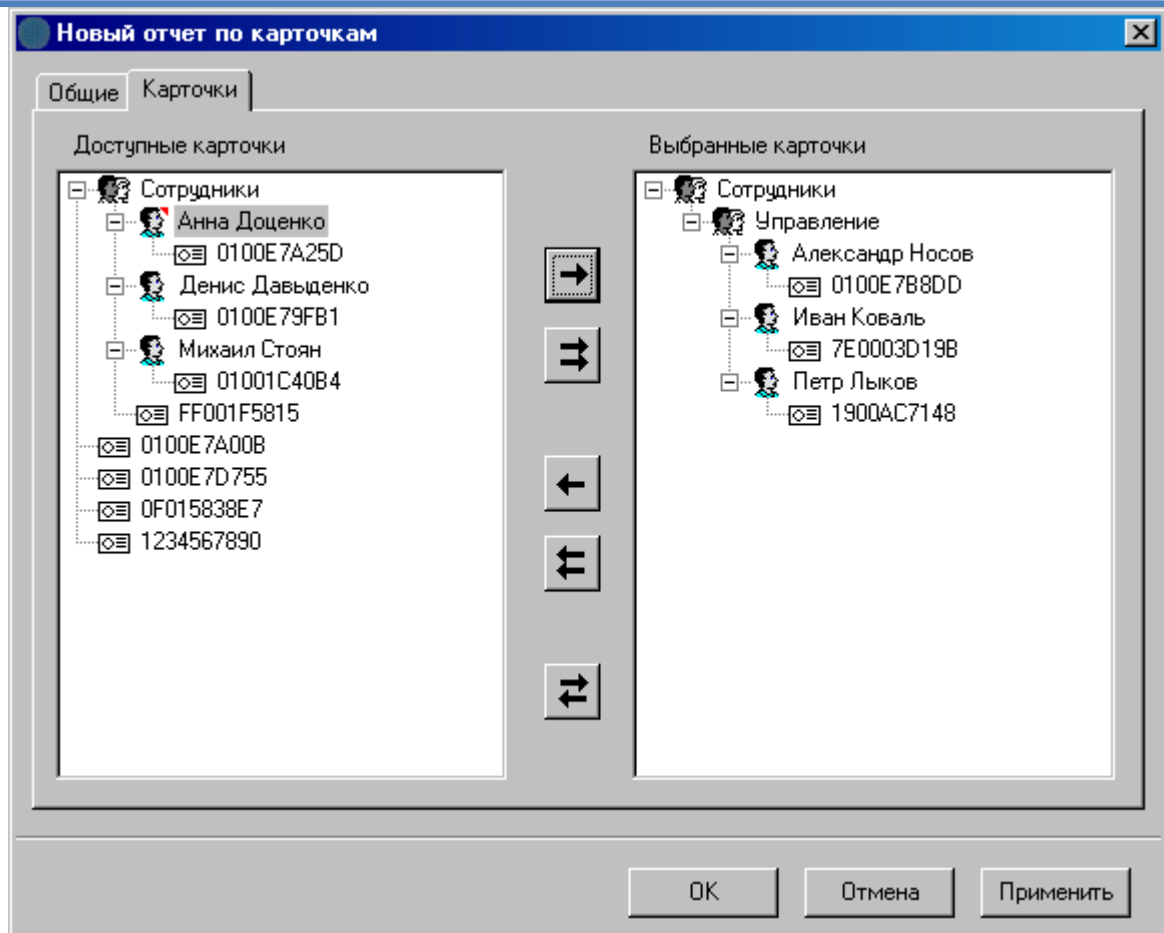 Новый отчет по карточкам
Общие
Карточки
Доступные карточки
Сотрудники
Анна Доценко
0100E7A25D
Денис Давыденко
0100E79FB1
Михаил Стоян
01001C40B4
FF001F5815
0100E7A00B
0100E7D755
0F015838E7
1234567890
Выбранные карточки
Сотрудники
Управление
Александр Носов
0100E7B8DD
Иван Коваль
7E0003D19B
Петр Лыков
1900AC7148
OK
Отмена
Применить